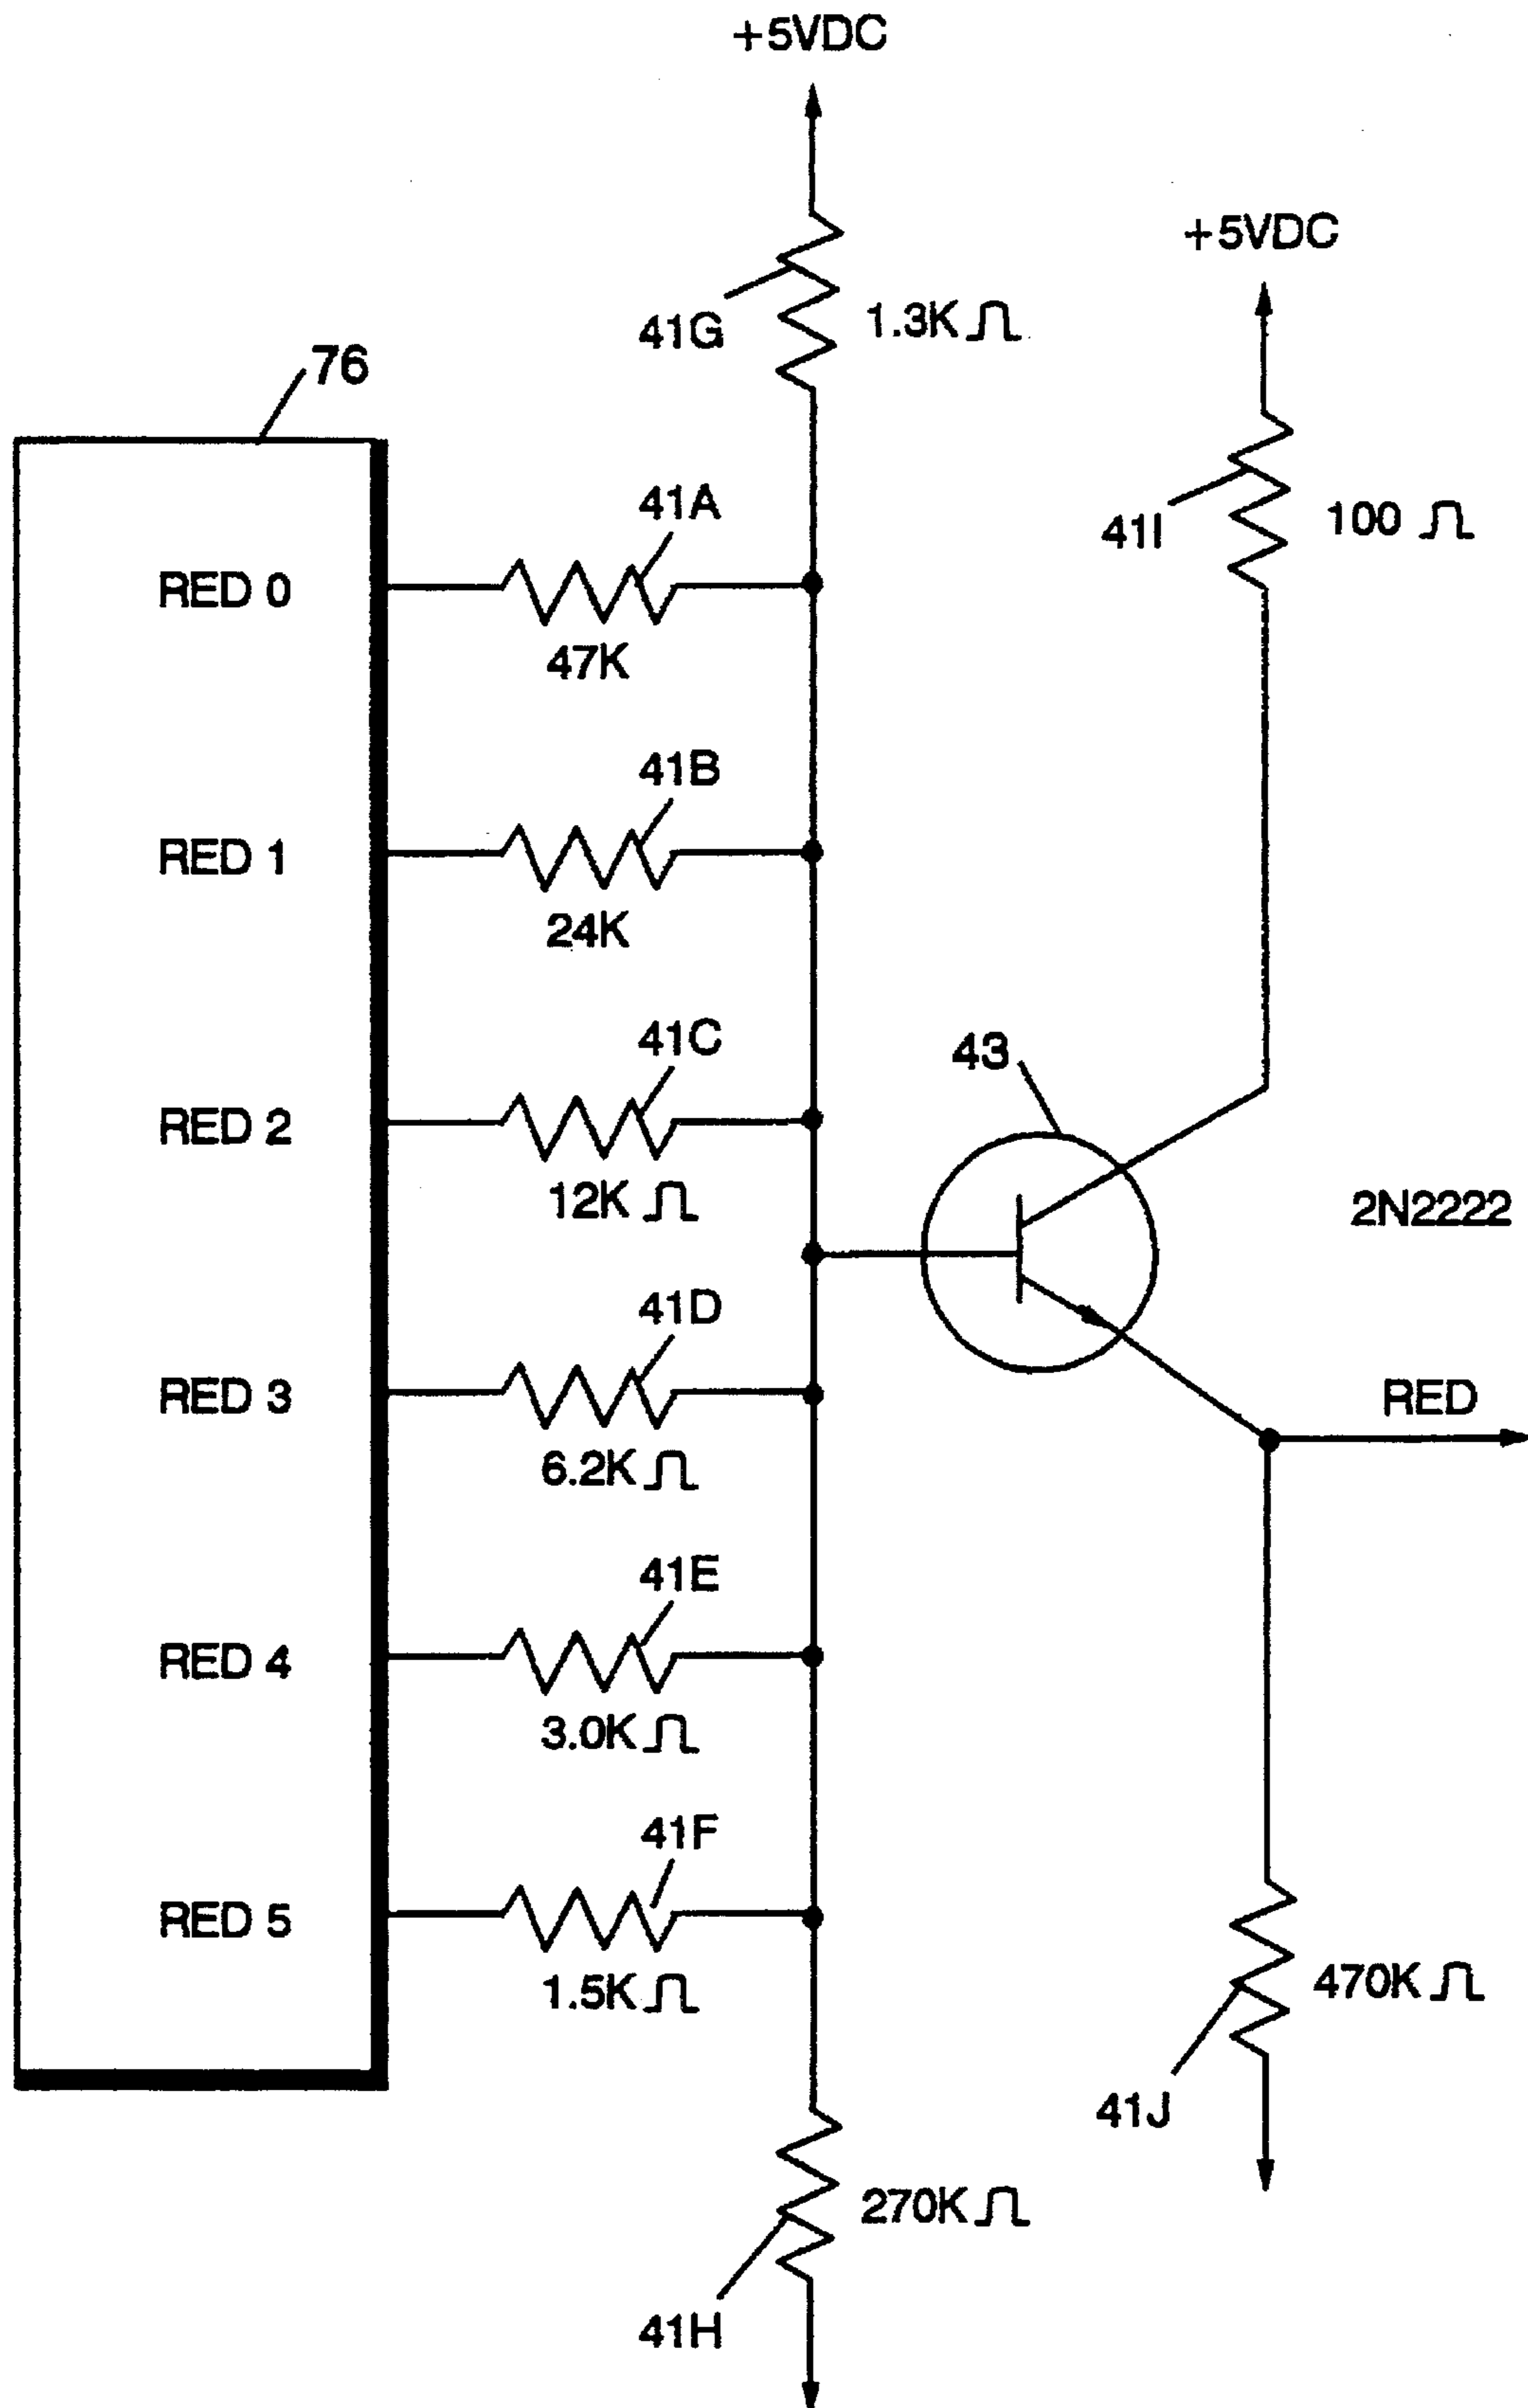 +5VDC
+5VDC
41G
1.3K Ω
76
41I
100 Ω
41A
RED 0
47K
41B
RED 1
24K
41C
RED 2
12K Ω
43
2N2222
41D
RED 3
6.2K Ω
RED
41E
RED 4
3.0K Ω
41F
RED 5
1.5K Ω
470K Ω
41J
270K Ω
41H